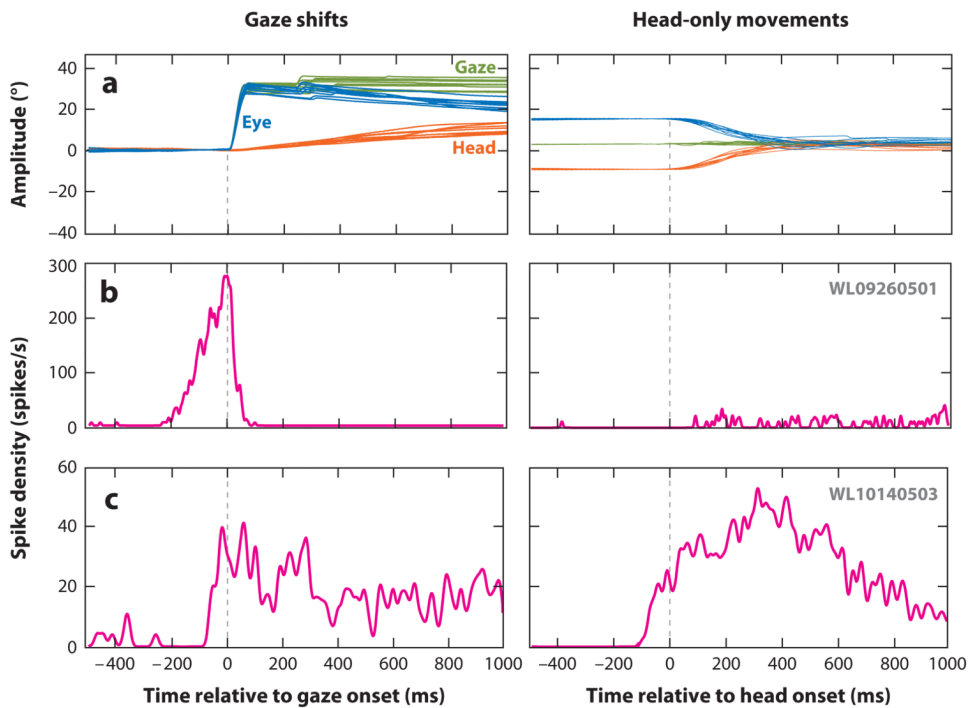 Gaze shifts
Head-only movements
a
Amplitude (°)
40
20
0
−20
−40
Gaze
Eye
Head
b
Spike density (spikes/s)
300
200
100
0
WL09260501
c
60
40
20
0
WL10140503
−400 −200 0 200 400 600 800 1000
−400 −200 0 200 400 600 800 1000
Time relative to gaze onset (ms)
Time relative to head onset (ms)